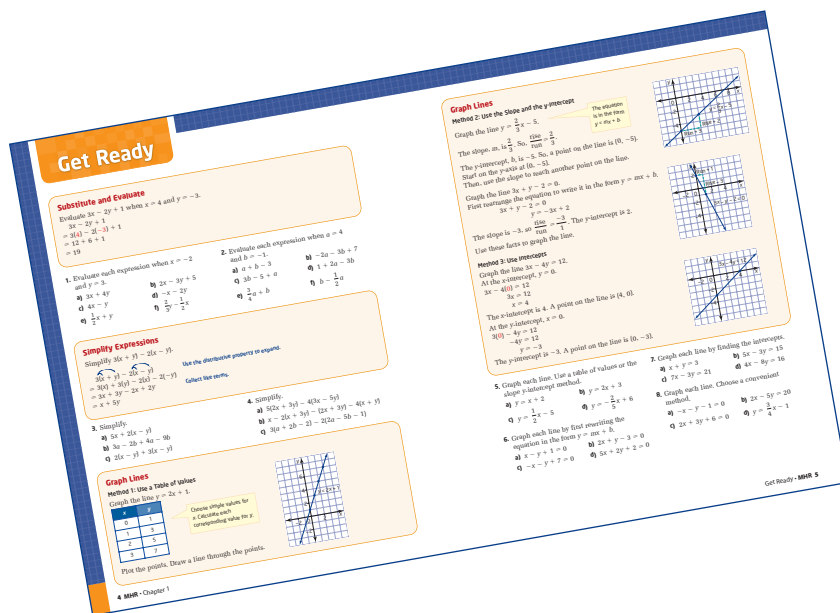 Get Ready
Substitute and Evaluate
Evaluate 3x − 2y + 1 when x = 4 and y = −3.
3x − 2y + 1
= 3(4) − 2(−3) + 1
= 12 + 6 + 1
= 19
1. Evaluate each expression when x = −2
and y = 3.
a) 3x + 4y
b) 2x − 3y + 5
c) 4x − y
d) −x − 2y
e) 1/2 x + y
f) 2/3 y − 1/2 x
2. Evaluate each expression when a = 4
and b = −1.
a) a + b − 3
b) −2a − 3b + 7
c) 3b − 5 + a
d) 1 + 2a − 3b
e) 3/4 a + b
f) b − 1/2 a
Simplify Expressions
Simplify 3(x + y) − 2(x − y).
3(x + y) − 2(x − y)
Use the distributive property to expand.
= 3(x) + 3(y) − 2(x) − 2(−y)
= 3x + 3y − 2x + 2y
Collect like terms.
= x + 5y
3. Simplify.
a) 5x + 2(x − y)
b) 3a − 2b + 4a − 9b
c) 2(x − y) + 3(x − y)
4. Simplify.
a) 5(2x + 3y) − 4(3x − 5y)
b) x − 2(x − 3y) − (2x + 3y) − 4(x + y)
c) 3(a + 2b − 2) − 2(2a − 5b − 1)
Graph Lines
Method 1: Use a Table of Values
Graph the line y = 2x + 1.
x y
0 1
1 3
2 5
3 7
Choose simple values for
x. Calculate each
corresponding value for y.
Plot the points. Draw a line through the points.
4 MHR • Chapter 1
Graph Lines
Method 2: Use the Slope and the y-intercept
Graph the line y = 2/3 x − 5.
The equation
is in the form
y = mx + b.
The slope, m, is 2/3. So, rise/run = 2/3.
The y-intercept, b, is −5. So, a point on the line is (0, −5).
Start on the y-axis at (0, −5).
Then, use the slope to reach another point on the line.
Graph the line 3x + y − 2 = 0.
First rearrange the equation to write it in the form y = mx + b.
3x + y − 2 = 0
y = −3x + 2
The slope is −3, so rise/run = −3/1. The y-intercept is 2.
Use these facts to graph the line.
Method 3: Use Intercepts
Graph the line 3x − 4y = 12.
At the x-intercept, y = 0.
3x − 4(0) = 12
3x = 12
x = 4
The x-intercept is 4. A point on the line is (4, 0).
At the y-intercept, x = 0.
3(0) − 4y = 12
−4y = 12
y = −3
The y-intercept is −3. A point on the line is (0, −3).
5. Graph each line. Use a table of values or the
slope y-intercept method.
a) y = x + 2
b) y = 2x + 3
c) y = 1/2 x − 5
d) y = −2/5 x + 6
6. Graph each line by first rewriting the
equation in the form y = mx + b.
a) x − y + 1 = 0
b) 2x + y − 3 = 0
c) −x − y + 7 = 0
d) 5x + 2y + 2 = 0
7. Graph each line by finding the intercepts.
a) x + y = 3
b) 5x − 3y = 15
c) 7x − 3y = 21
d) 4x − 8y = 16
8. Graph each line. Choose a convenient
method.
a) −x − y − 1 = 0
b) 2x − 5y = 20
c) 2x + 3y + 6 = 0
d) y = 3/4 x − 1
Get Ready • MHR 5